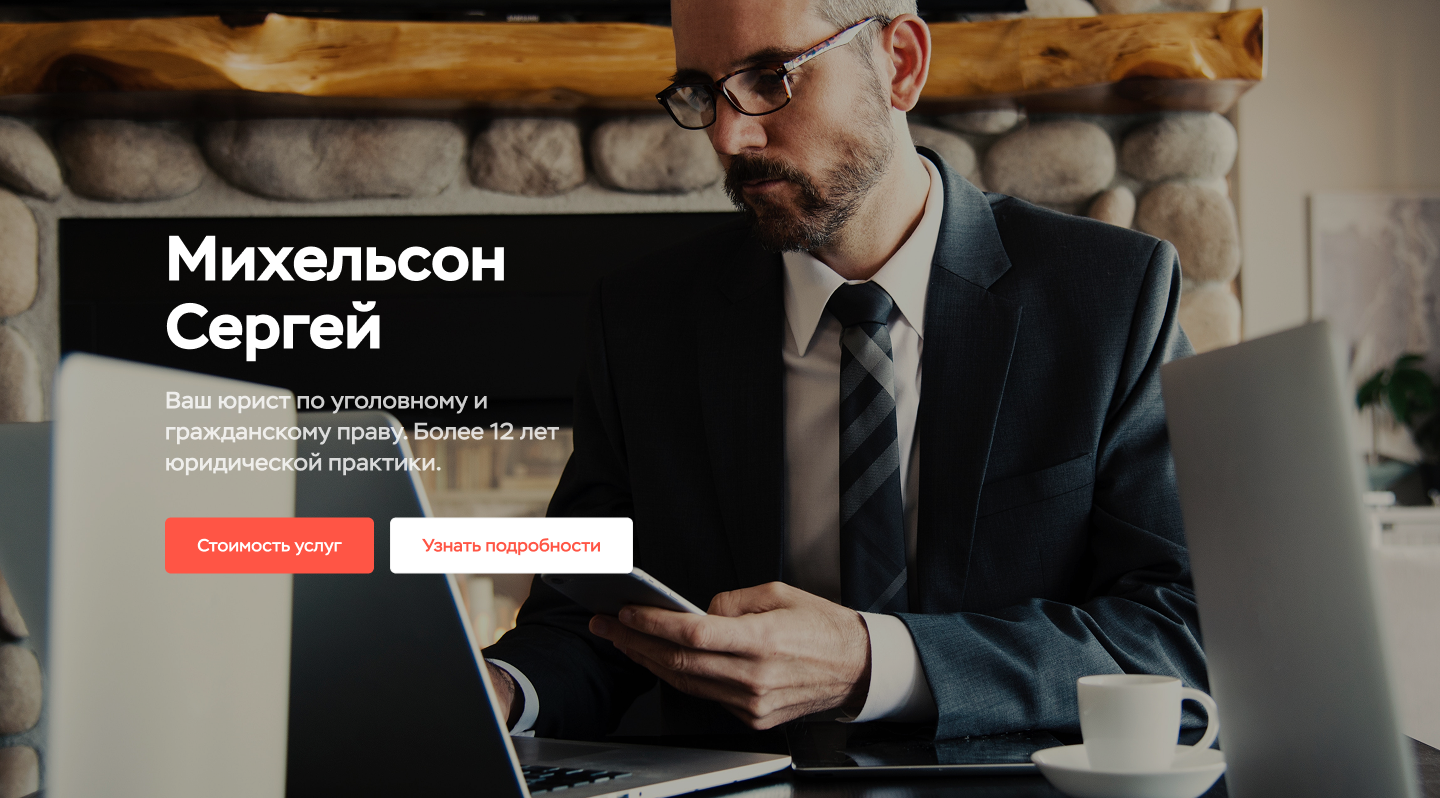 Михельсон
Сергей
Ваш юрист по уголовному и
гражданскому праву. Более 12 лет
юридической практики.
Стоимость услуг
Узнать подробности